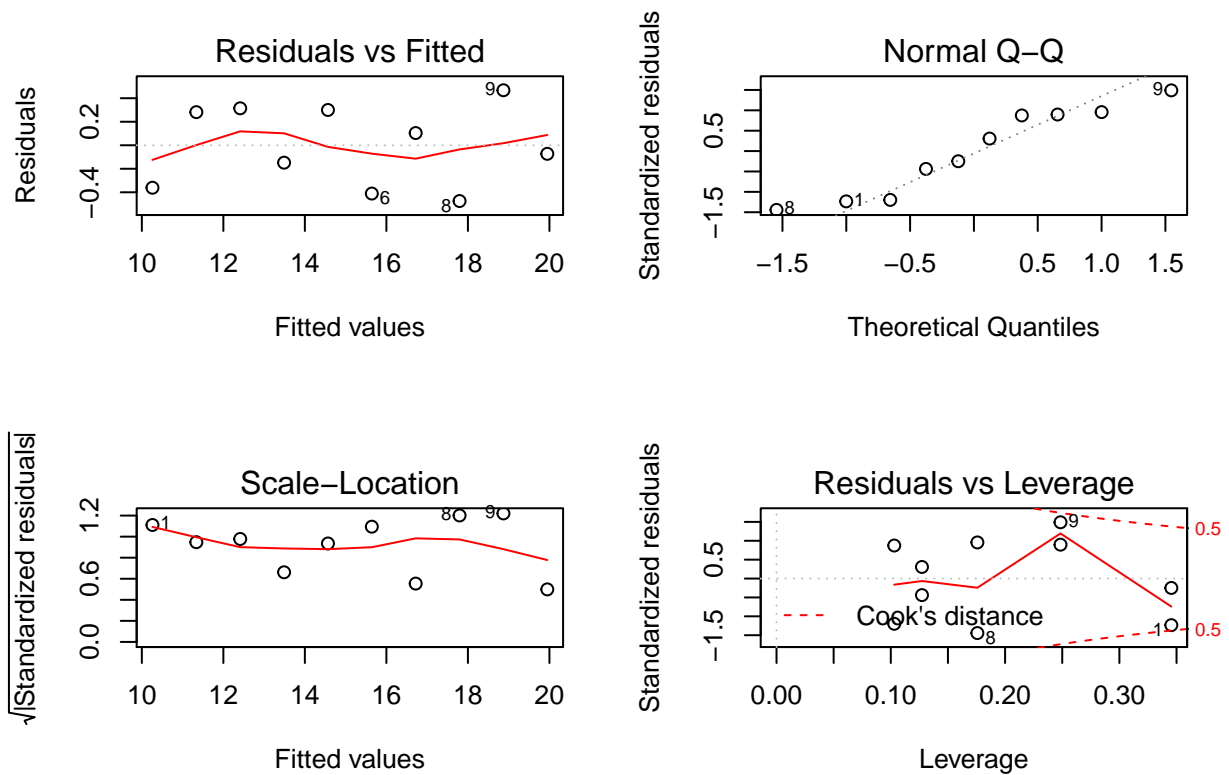 Residuals vs Fitted
Residuals
0.2
−0.4
9
6
8
10 12 14 16 18 20
Fitted values
Normal Q−Q
Standardized residuals
0.5
−1.5
9
1
8
−1.5 −0.5 0.5 1.0 1.5
Theoretical Quantiles
Scale−Location
√|Standardized residuals|
1.2
0.6
0.0
1
8
9
10 12 14 16 18 20
Fitted values
Residuals vs Leverage
Standardized residuals
0.5
−1.5
9
0.5
Cook's distance
8
1
0.5
0.00 0.10 0.20 0.30
Leverage